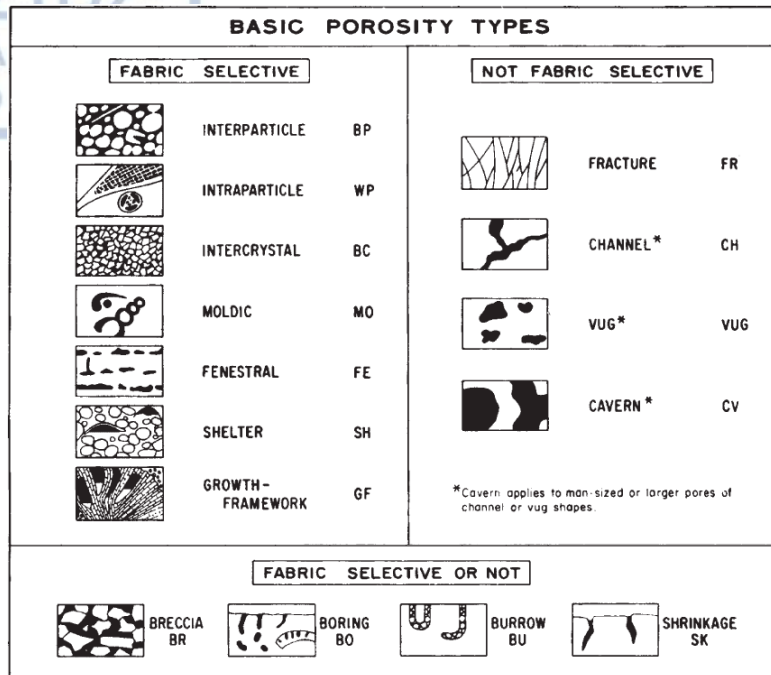 BASIC POROSITY TYPES
FABRIC SELECTIVE
INTERPARTICLE BP
INTRAPARTICLE WP
INTERCRYSTAL BC
MOLDIC MO
FENESTRAL FE
SHELTER SH
GROWTH-
FRAMEWORK GF
NOT FABRIC SELECTIVE
FRACTURE FR
CHANNEL* CH
VUG* VUG
CAVERN* CV
*Cavern applies to man-sized or larger pores of
channel or vug shapes.
FABRIC SELECTIVE OR NOT
BRECCIA
BR
BORING
BO
BURROW
BU
SHRINKAGE
SK